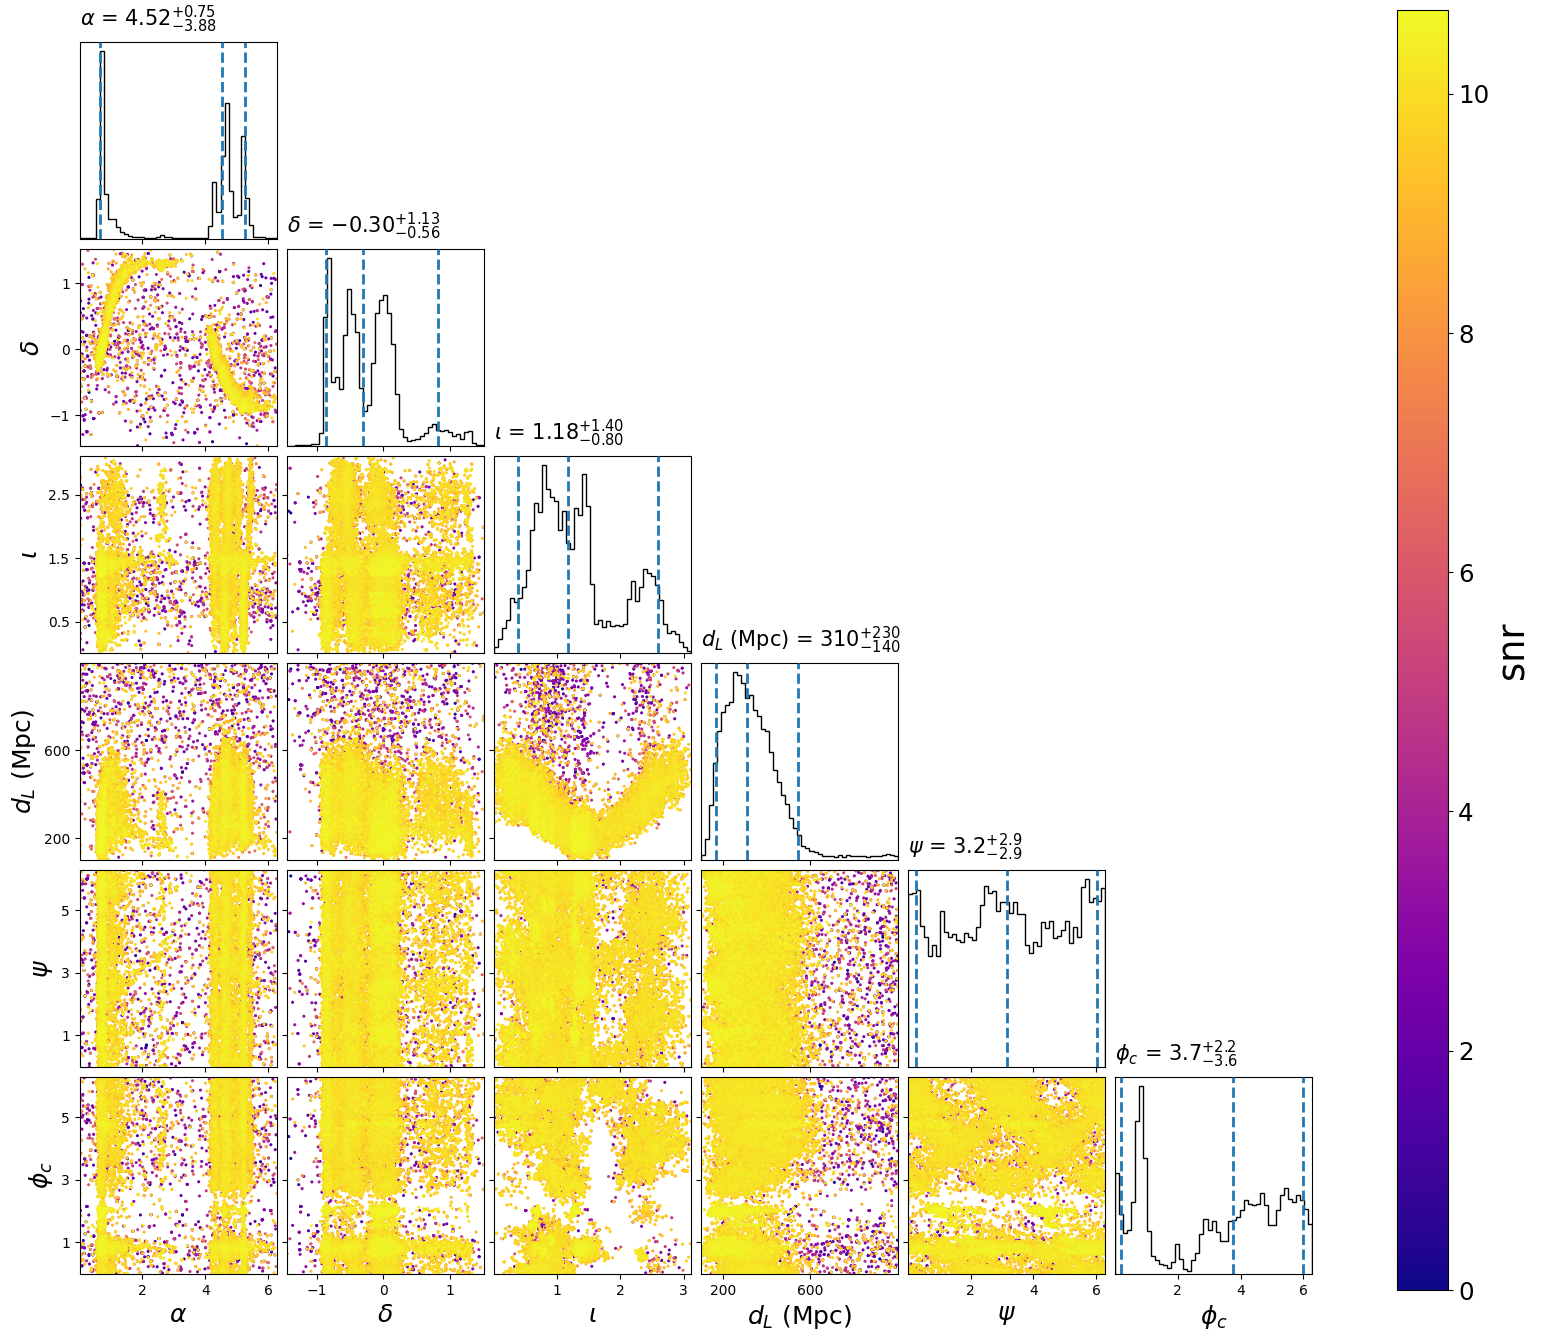 α = 4.52 +0.75 −3.88
δ = −0.30 +1.13 −0.56
ι = 1.18 +1.40 −0.80
d_L (Mpc) = 310 +230 −140
ψ = 3.2 +2.9 −2.9
ϕ_c = 3.7 +2.2 −3.6
δ
1
0
−1
ι
2.5
1.5
0.5
d_L (Mpc)
600
200
ψ
5
3
1
ϕ_c
5
3
1
2 4 6
−1 0 1
1 2 3
200 600
2 4 6
2 4 6
α
δ
ι
d_L (Mpc)
ψ
ϕ_c
10
8
6
4
2
0
snr